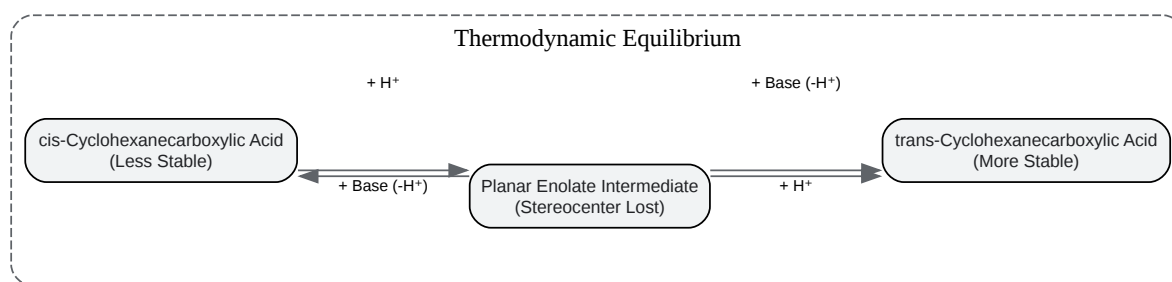 Thermodynamic Equilibrium
+ H⁺
+ Base (-H⁺)
cis-Cyclohexanecarboxylic Acid
(Less Stable)
trans-Cyclohexanecarboxylic Acid
(More Stable)
+ Base (-H⁺)
Planar Enolate Intermediate
(Stereocenter Lost)
+ H⁺